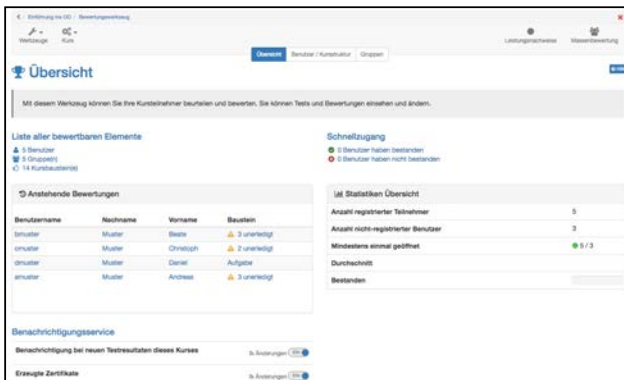 Einführung ins OO / Bewertungswerkzeug
Werkzeuge Kurs Leistungsnachweise Massenbewertung
Übersicht Benutzer / Kursstruktur Gruppen
Übersicht
Mit diesem Werkzeug können Sie Ihre Kursteilnehmer beurteilen und bewerten. Sie können Tests und Bewertungen einsehen und ändern.
Liste aller bewertbaren Elemente
5 Benutzer
5 Gruppe(n)
14 Kursbaustein(e)
Schnellzugang
0 Benutzer haben bestanden
0 Benutzer haben nicht bestanden
Anstehende Bewertungen
Benutzername Nachname Vorname Baustein
bmuster Muster Beate 3 unerledigt
cmuster Muster Christoph 2 unerledigt
dmuster Muster Daniel Aufgabe
amuster Muster Andreas 3 unerledigt
Statistiken Übersicht
Anzahl registrierter Teilnehmer 5
Anzahl nicht-registrierter Benutzer 3
Mindestens einmal geöffnet 5 / 3
Durchschnitt
Bestanden
Benachrichtigungsservice
Benachrichtigung bei neuen Testresultaten dieses Kurses Änderungen
Erzeugte Zertifikate Änderungen